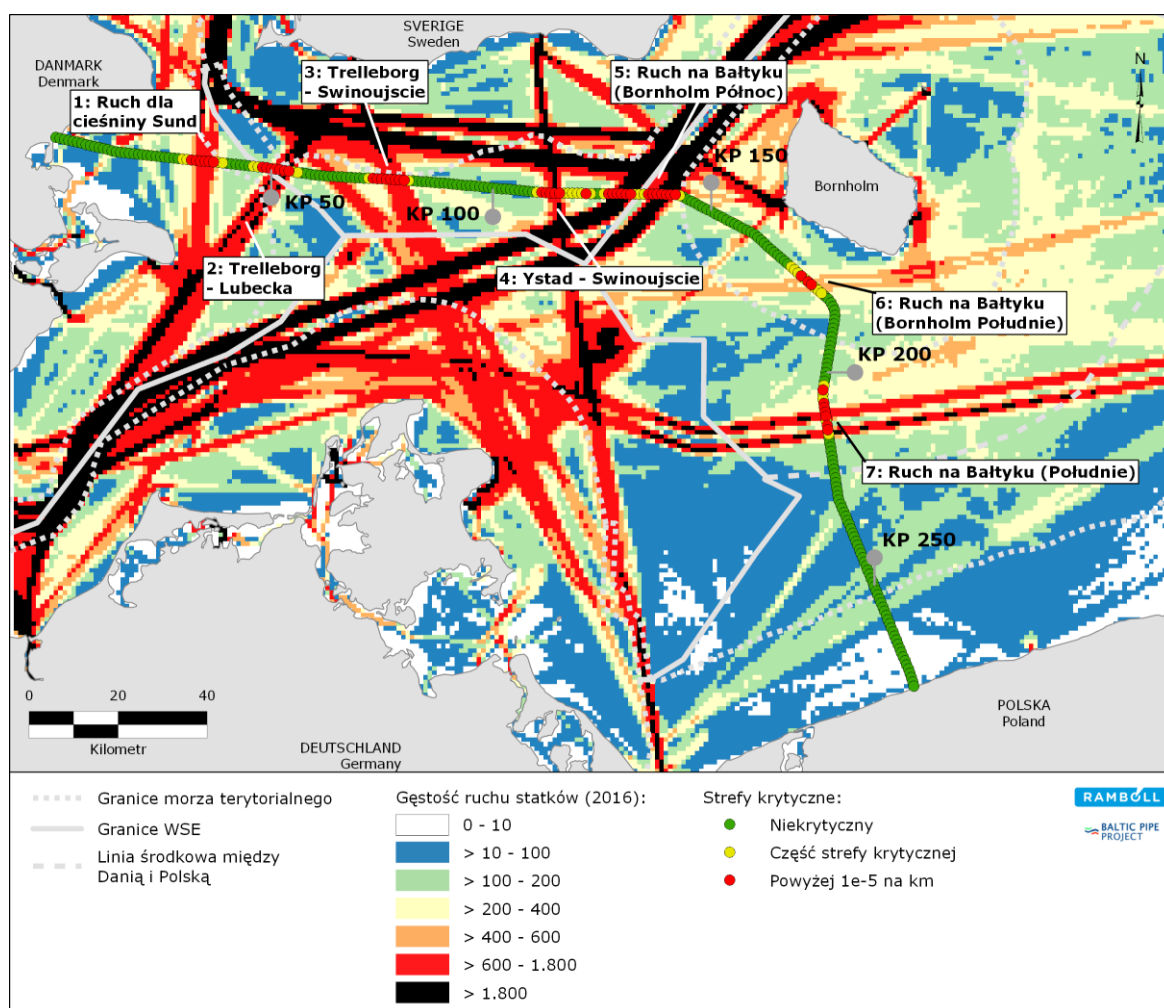 SVERIGE
Sweden
DANMARK
Denmark
3: Trelleborg
- Swinoujscie
5: Ruch na Bałtyku
(Bornholm Północ)
N
1: Ruch dla
cieśniny Sund
KP 150
Bornholm
KP 50
KP 100
2: Trelleborg
- Lubecka
4: Ystad - Swinoujscie
6: Ruch na Bałtyku
(Bornholm Południe)
KP 200
7: Ruch na Bałtyku (Południe)
KP 250
0 20 40
Kilometr
DEUTSCHLAND
Germany
POLSKA
Poland
Granice morza terytorialnego
Granice WSE
Linia środkowa między
Danią i Polską
Gęstość ruchu statków (2016):
0 - 10
> 10 - 100
> 100 - 200
> 200 - 400
> 400 - 600
> 600 - 1.800
> 1.800
Strefy krytyczne:
Niekrytyczny
Część strefy krytycznej
Powyżej 1e-5 na km
RAMBOLL
BALTIC PIPE
PROJECT